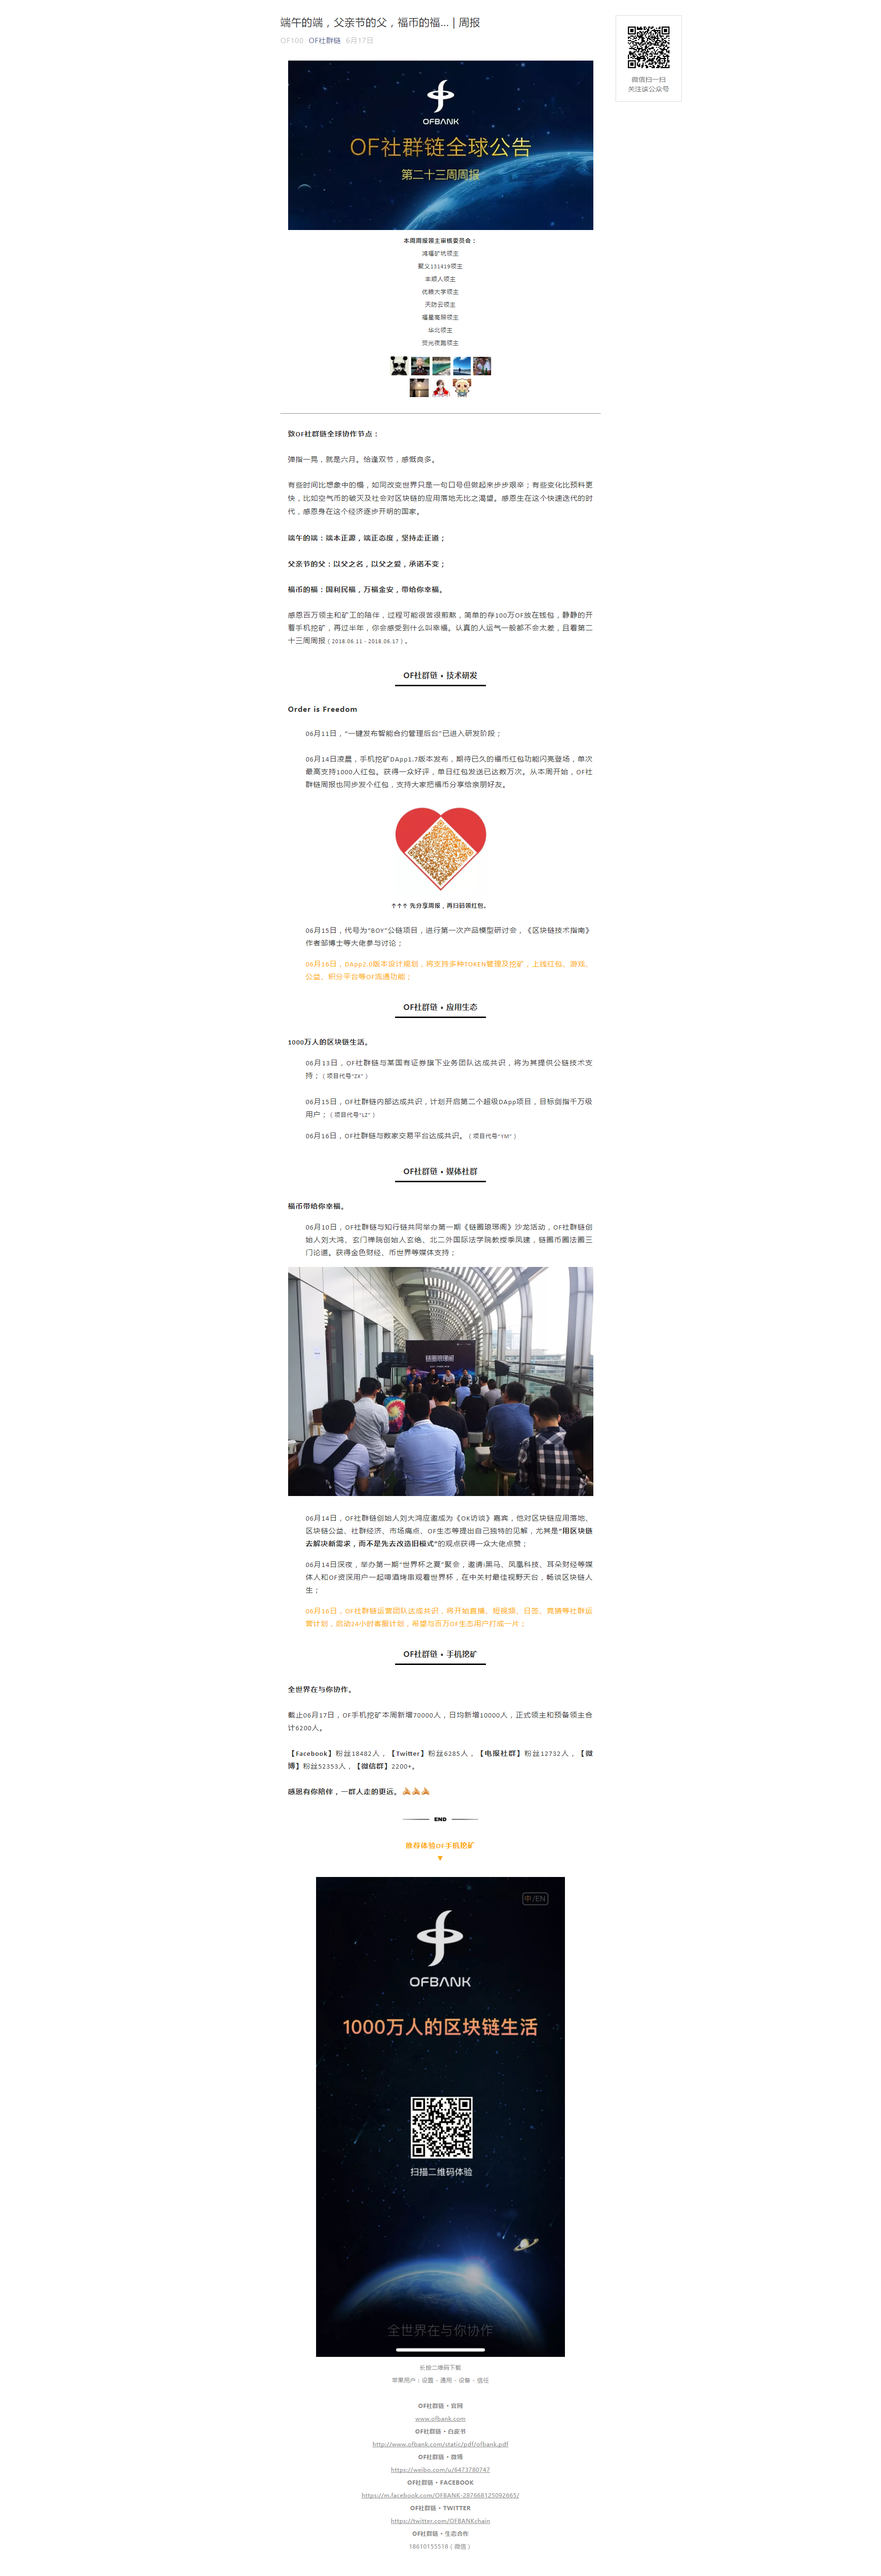 端午的端，父亲节的父，福币的福... | 周报
OF100 OF社群链 6月17日
微信扫一扫
关注该公众号
OFBANK
OF社群链全球公告
第二十三周周报
本周周报领主审核委员会：
鸿福矿坑领主
聚义131419领主
丰顺人领主
优籍大学领主
天防云领主
福星高照领主
华北领主
荧光夜跑领主
致OF社群链全球协作节点：
弹指一晃，就是六月。恰逢双节，感慨良多。
有些时间比想象中的慢，如同改变世界只是一句口号但做起来步步艰辛；有些变化比预料更
快，比如空气币的破灭及社会对区块链的应用落地无比之渴望。感恩生在这个快速迭代的时
代，感恩身在这个经济逐步开明的国家。
端午的端：端本正源，端正态度，坚持走正道；
父亲节的父：以父之名，以父之爱，承诺不变；
福币的福：国利民福，万福金安，带给你幸福。
感恩百万领主和矿工的陪伴，过程可能很苦很煎熬，简单的存100万OF放在钱包，静静的开
着手机挖矿，再过半年，你会感受到什么叫幸福。认真的人运气一般都不会太差，且看第二
十三周周报（2018.06.11 - 2018.06.17）。
OF社群链 • 技术研发
Order is Freedom
06月11日，“一键发布智能合约管理后台”已进入研发阶段；
06月14日凌晨，手机挖矿DApp1.7版本发布，期待已久的福币红包功能闪亮登场，单次
最高支持1000人红包。获得一众好评，单日红包发送已达数万次。从本周开始，OF社
群链周报也同步发个红包，支持大家把福币分享给亲朋好友。
↑↑↑ 先分享周报，再扫码领红包。
06月15日，代号为“BOY”公链项目，进行第一次产品模型研讨会，《区块链技术指南》
作者邹博士等大佬参与讨论；
06月16日，DApp2.0版本设计规划，将支持多种TOKEN管理及挖矿，上线红包、游戏、
公益、积分平台等OF流通功能；
OF社群链 • 应用生态
1000万人的区块链生活。
06月13日，OF社群链与某国有证券旗下业务团队达成共识，将为其提供公链技术支
持；（项目代号“ZX”）
06月15日，OF社群链内部达成共识，计划开启第二个超级DApp项目，目标剑指千万级
用户；（项目代号“LZ”）
06月16日，OF社群链与数家交易平台达成共识。（项目代号“YM”）
OF社群链 • 媒体社群
福币带给你幸福。
06月10日，OF社群链与知行链共同举办第一期《链圈琅琊阁》沙龙活动，OF社群链创
始人刘大鸿、玄门禅院创始人玄绝、北二外国际法学院教授季凤建，链圈币圈法圈三
门论道。获得金色财经、币世界等媒体支持；
链圈琅琊阁
06月14日，OF社群链创始人刘大鸿应邀成为《OK访谈》嘉宾，他对区块链应用落地、
区块链公益、社群经济、市场痛点、OF生态等提出自己独特的见解，尤其是“用区块链
去解决新需求，而不是先去改造旧模式”的观点获得一众大佬点赞；
06月14日深夜，举办第一期“世界杯之夏”聚会，邀请i黑马、凤凰科技、耳朵财经等媒
体人和OF资深用户一起啤酒烤串观看世界杯，在中关村最佳视野天台，畅谈区块链人
生；
06月16日，OF社群链运营团队达成共识，将开始直播、短视频、日签、竞猜等社群运
营计划，启动24小时客服计划，希望与百万OF生态用户打成一片；
OF社群链 • 手机挖矿
全世界在与你协作。
截止06月17日，OF手机挖矿本周新增70000人，日均新增10000人，正式领主和预备领主合
计6200人。
【Facebook】粉丝18482人，【Twitter】粉丝6285人，【电报社群】粉丝12732人，【微
博】粉丝52353人，【微信群】2200+。
感恩有你陪伴，一群人走的更远。
END
推荐体验OF手机挖矿
▼
中/EN
OFBANK
1000万人的区块链生活
扫描二维码体验
全世界在与你协作
长按二维码下载
苹果用户：设置 - 通用 - 设备 - 信任
OF社群链 • 官网
www.ofbank.com
OF社群链 • 白皮书
http://www.ofbank.com/static/pdf/ofbank.pdf
OF社群链 • 微博
https://weibo.com/u/6473780747
OF社群链 • FACEBOOK
https://m.facebook.com/OFBANK-287668125092665/
OF社群链 • TWITTER
https://twitter.com/OFBANKchain
OF社群链 • 生态合作
18610155518（微信）